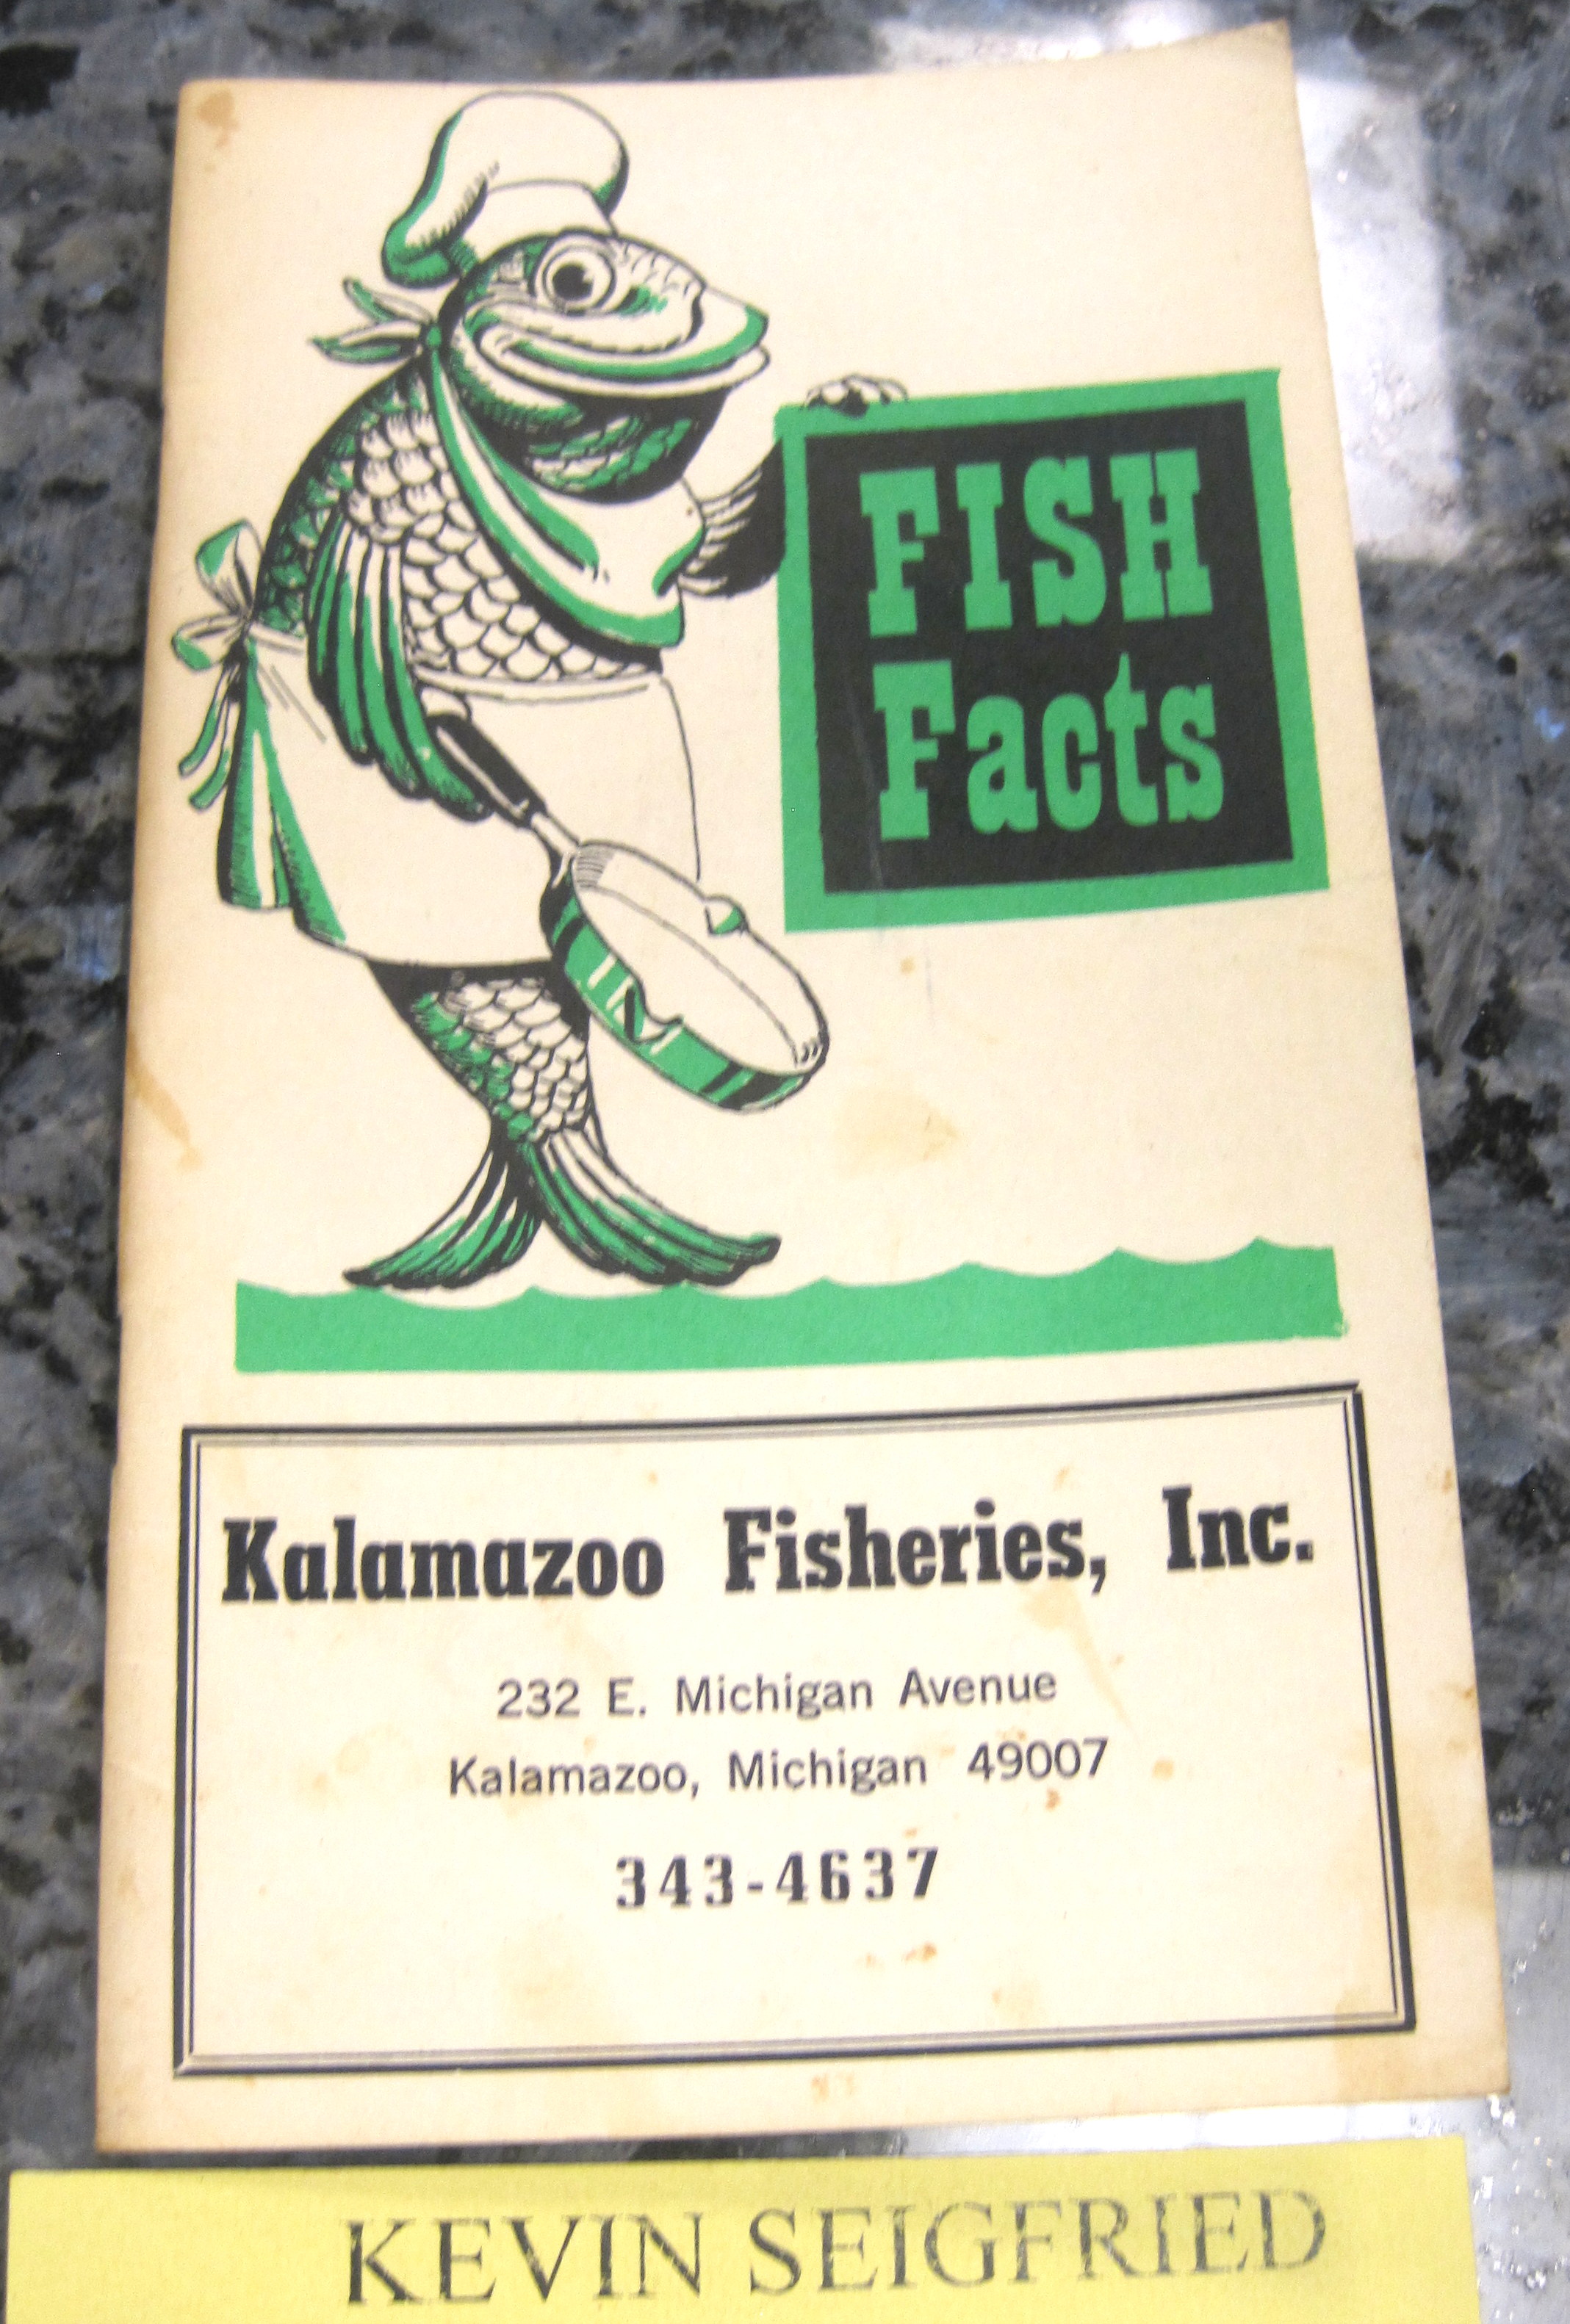 FISH
Facts
Kalamazoo Fisheries, Inc.
232 E. Michigan Avenue
Kalamazoo, Michigan 49007
343-4637
KEVIN SEIGFRIED